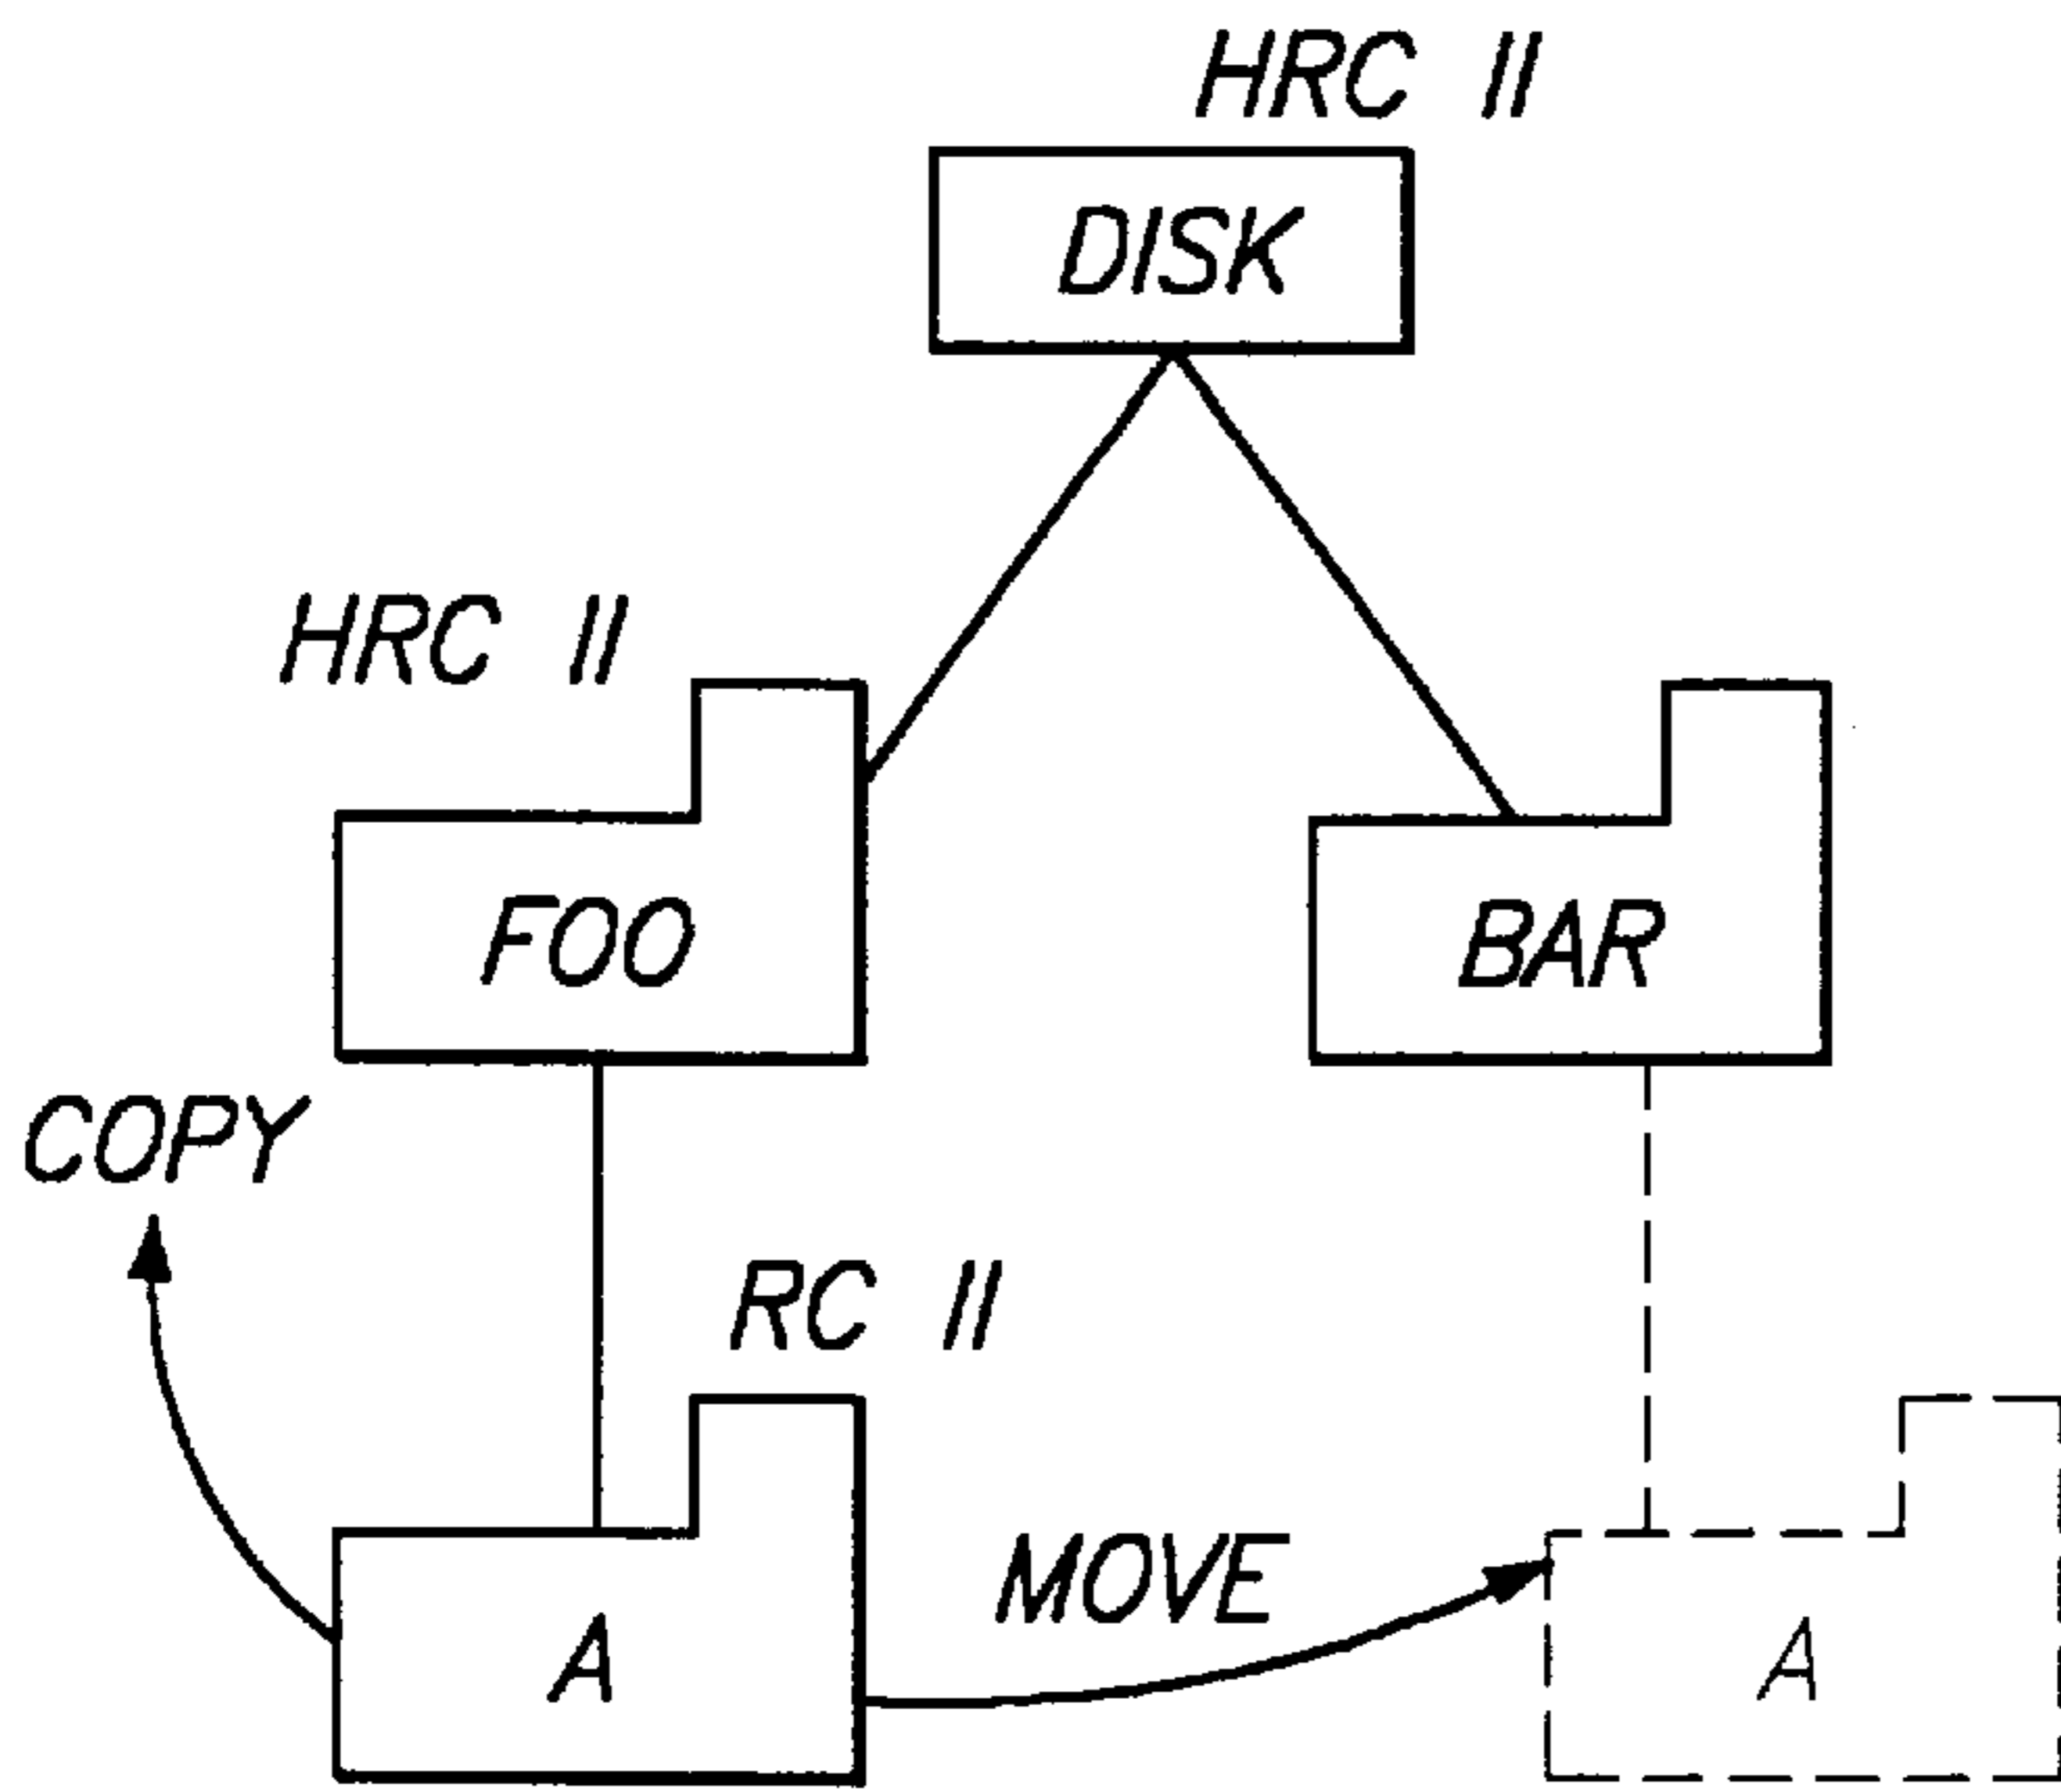 HRC II
DISK
HRC II
FOO
BAR
COPY
RC II
MOVE
A
A